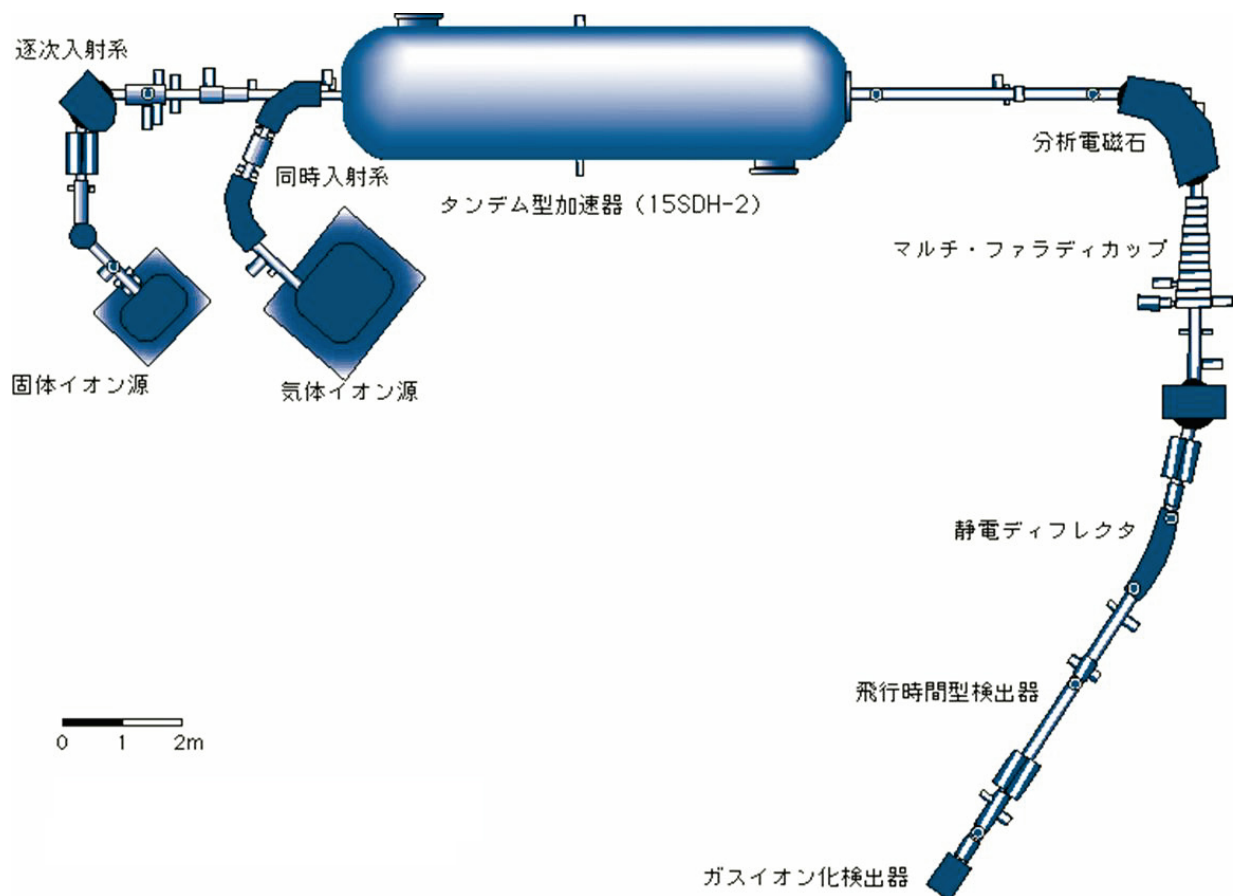 逐次入射系
同時入射系
分析電磁石
タンデム型加速器（15SDH-2）
マルチ・ファラディカップ
固体イオン源
気体イオン源
静電ディフレクタ
飛行時間型検出器
0 1 2m
ガスイオン化検出器